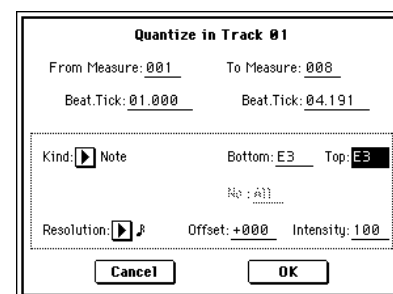 Quantize in Track 01
From Measure: 001 To Measure: 008
Beat.Tick: 01.000 Beat.Tick: 04.191
Kind: Note Bottom: E3 Top: E3
No : All
Resolution: Offset: +000 Intensity: 100
Cancel OK